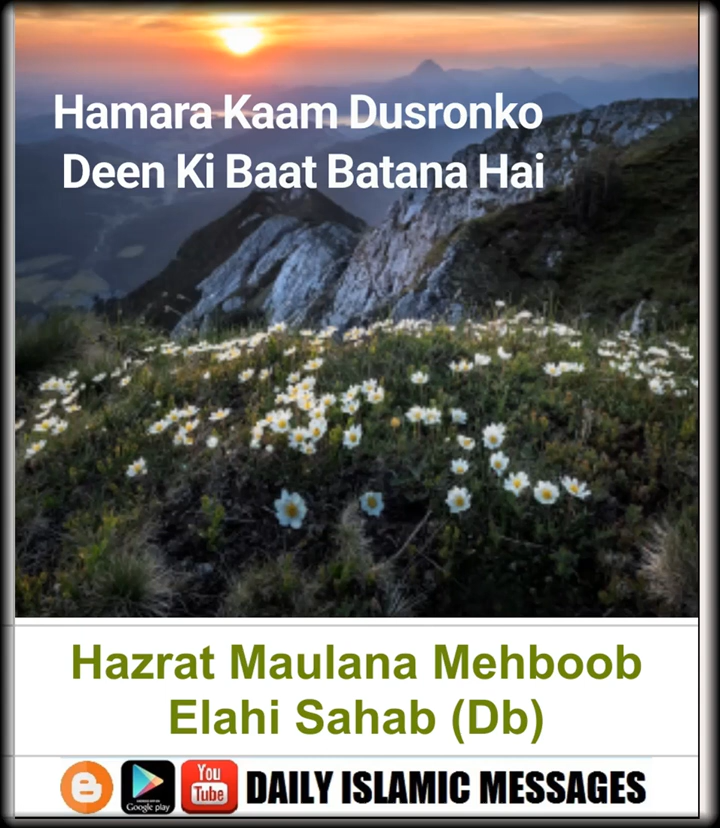 Hamara Kaam Dusronko
Deen Ki Baat Batana Hai
Hazrat Maulana Mehboob
Elahi Sahab (Db)
Google play
You
Tube
DAILY ISLAMIC MESSAGES